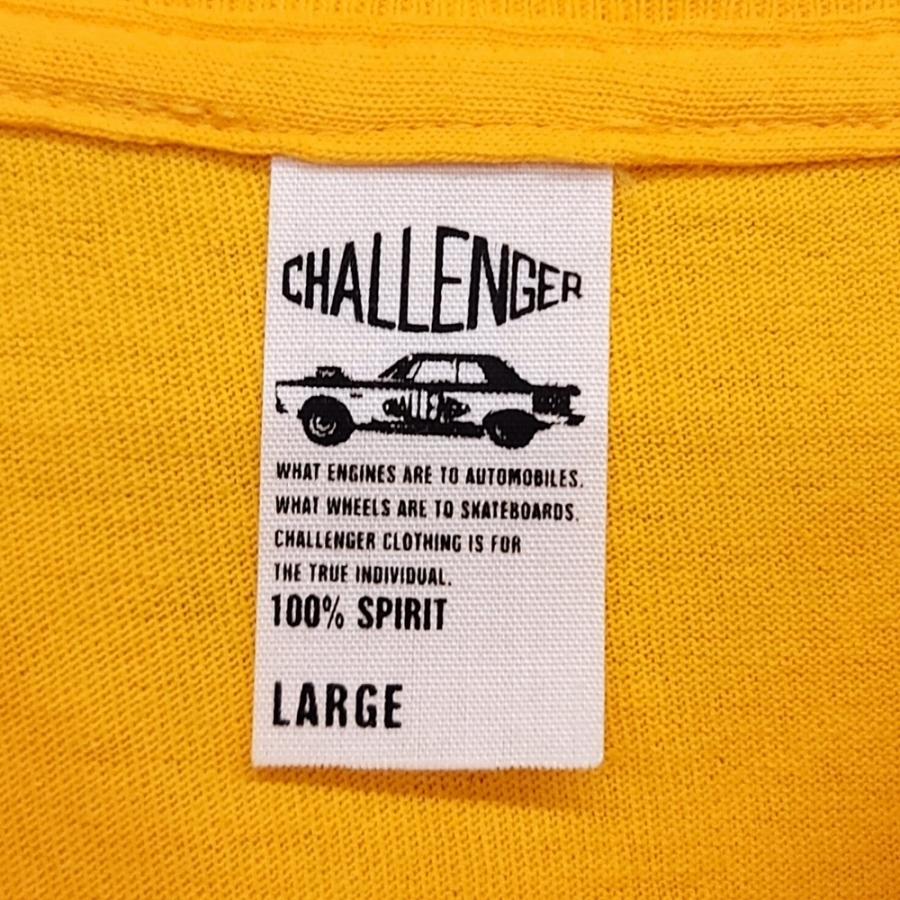 CHALLENGER
WHAT ENGINES ARE TO AUTOMOBILES.
WHAT WHEELS ARE TO SKATEBOARDS.
CHALLENGER CLOTHING IS FOR
THE TRUE INDIVIDUAL.
100% SPIRIT
LARGE